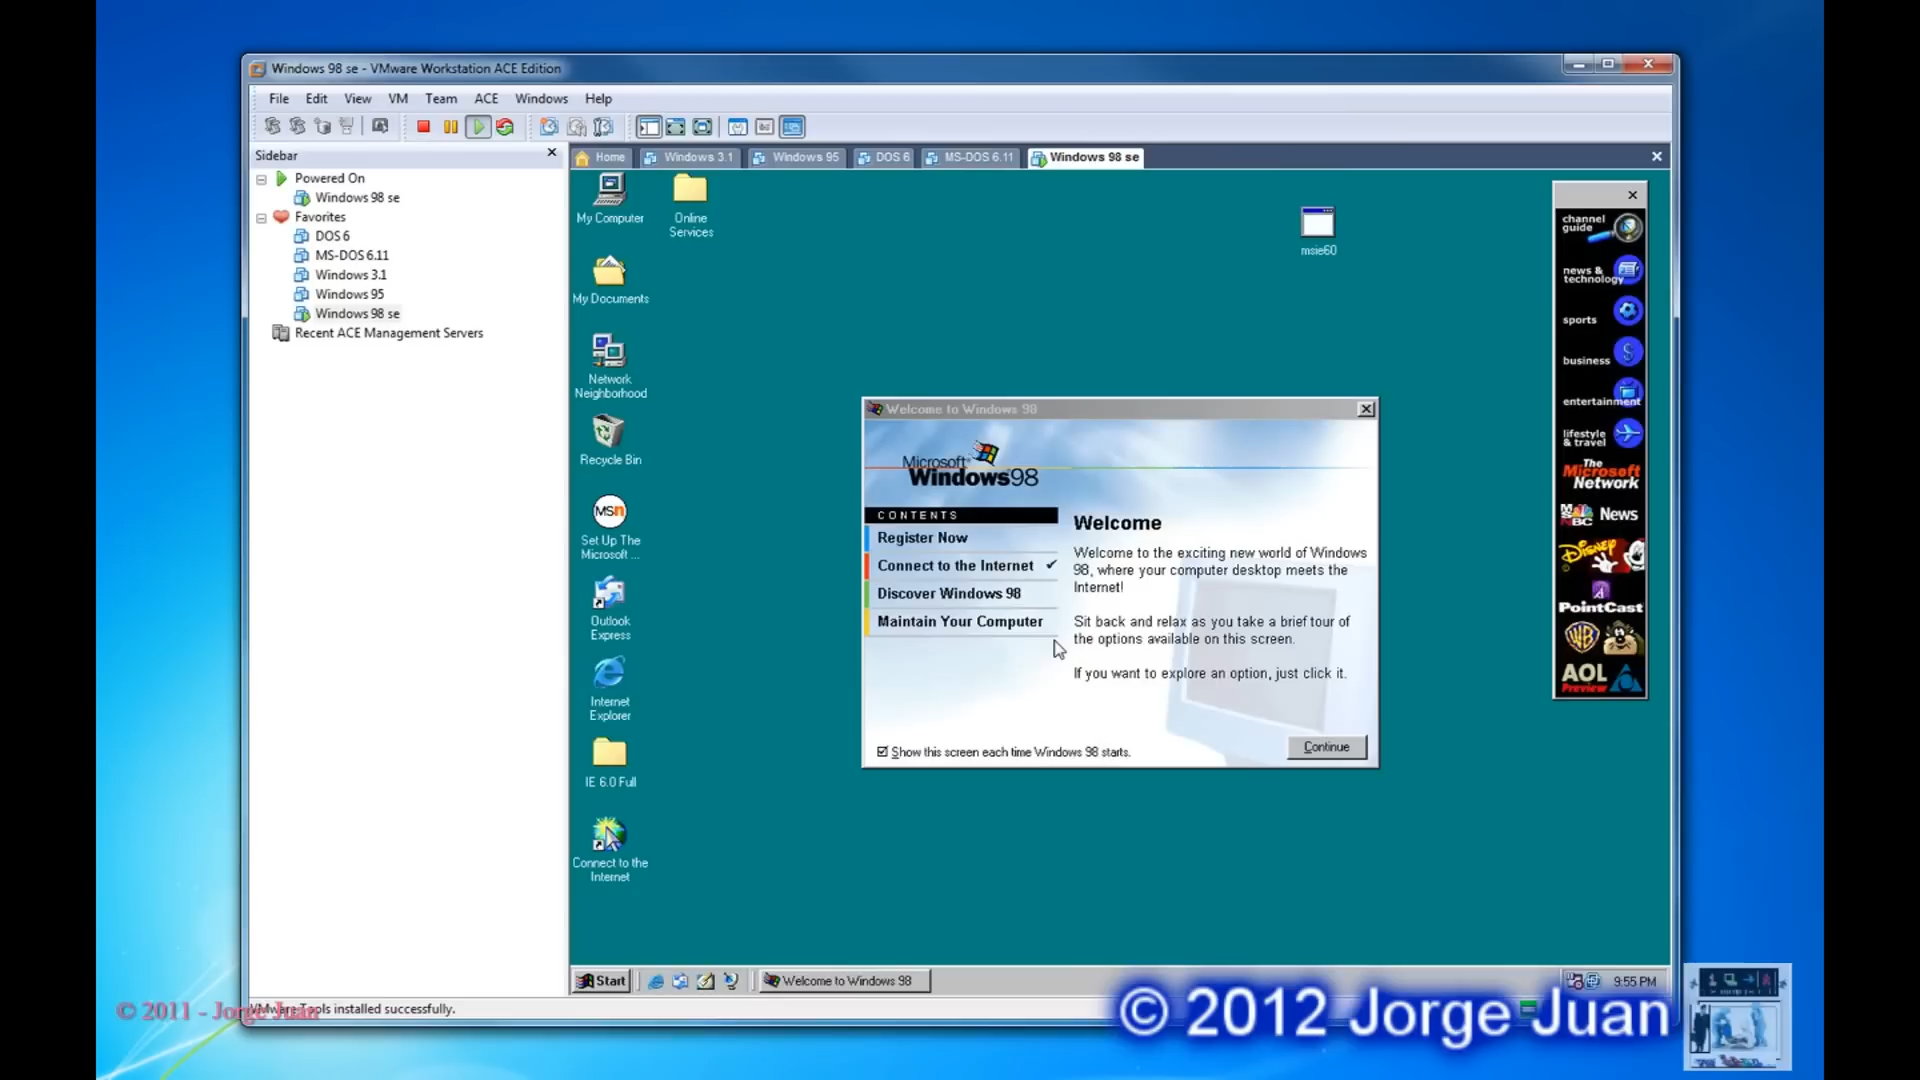 Windows 98 se - VMware Workstation ACE Edition
File Edit View VM Team ACE Windows Help
Sidebar
Powered On
Windows 98 se
Favorites
DOS 6
MS-DOS 6.11
Windows 3.1
Windows 95
Windows 98 se
Recent ACE Management Servers
Home Windows 3.1 Windows 95 DOS 6 MS-DOS 6.11 Windows 98 se
My Computer
Online
Services
My Documents
Network
Neighborhood
Recycle Bin
msn
Set Up The
Microsoft ...
Outlook
Express
Internet
Explorer
IE 6.0 Full
Connect to the
Internet
msie60
Welcome to Windows 98
Microsoft
Windows98
CONTENTS
Register Now
Connect to the Internet
Discover Windows 98
Maintain Your Computer
Welcome
Welcome to the exciting new world of Windows
98, where your computer desktop meets the
Internet!
Sit back and relax as you take a brief tour of
the options available on this screen.
If you want to explore an option, just click it.
Show this screen each time Windows 98 starts.
Continue
channel
guide
news &
technology
sports
business
entertainment
lifestyle
& travel
The
Microsoft
Network
MSNBC News
Disney
PointCast
WB
AOL
Preview
Start
Welcome to Windows 98
9:55 PM
VMware Tools installed successfully.
© 2011 - Jorge Juan
© 2012 Jorge Juan